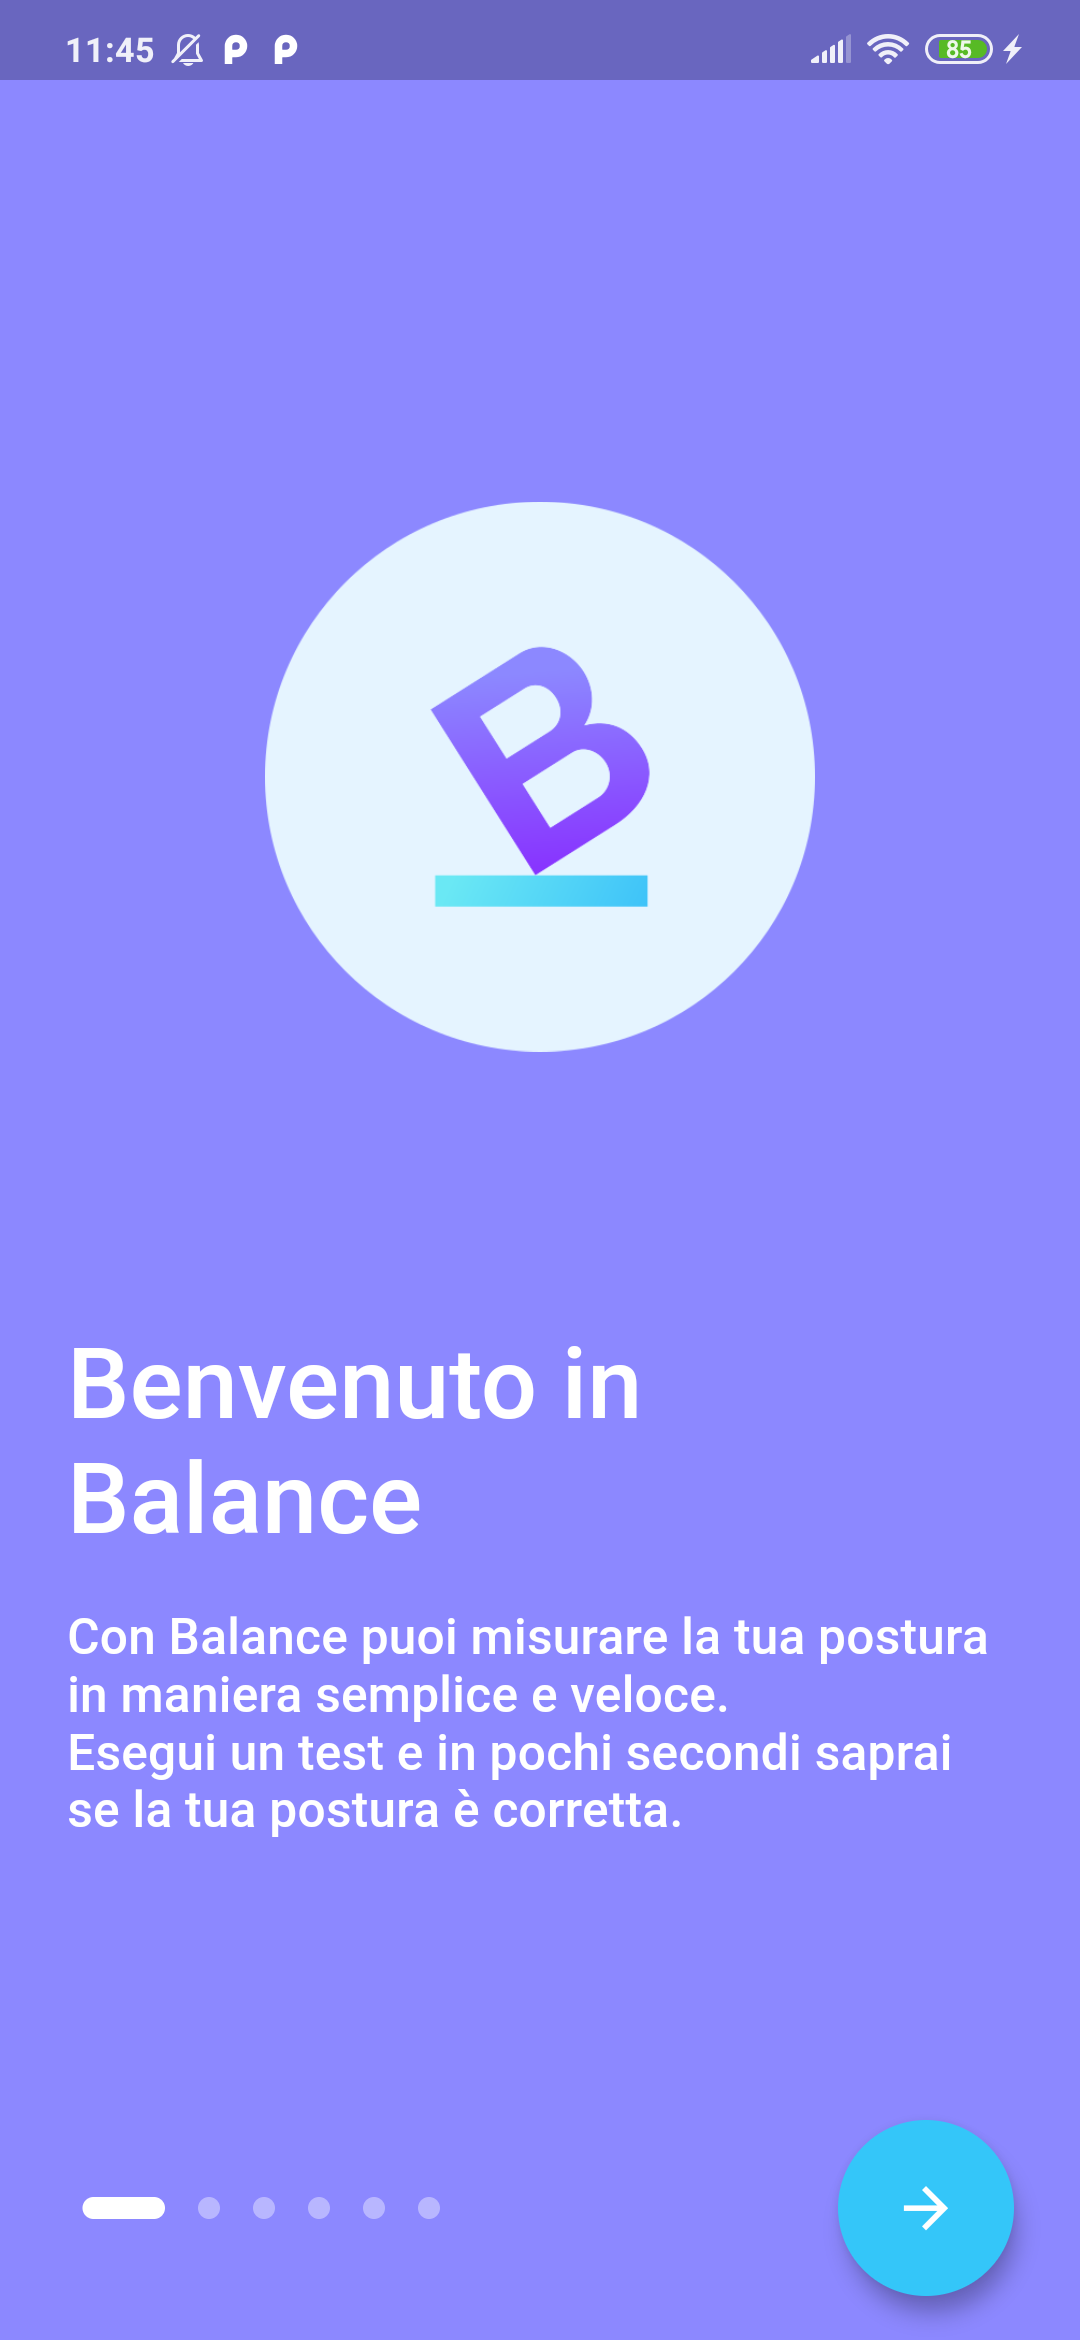 11:45
85
B
Benvenuto in
Balance
Con Balance puoi misurare la tua postura
in maniera semplice e veloce.
Esegui un test e in pochi secondi saprai
se la tua postura è corretta.